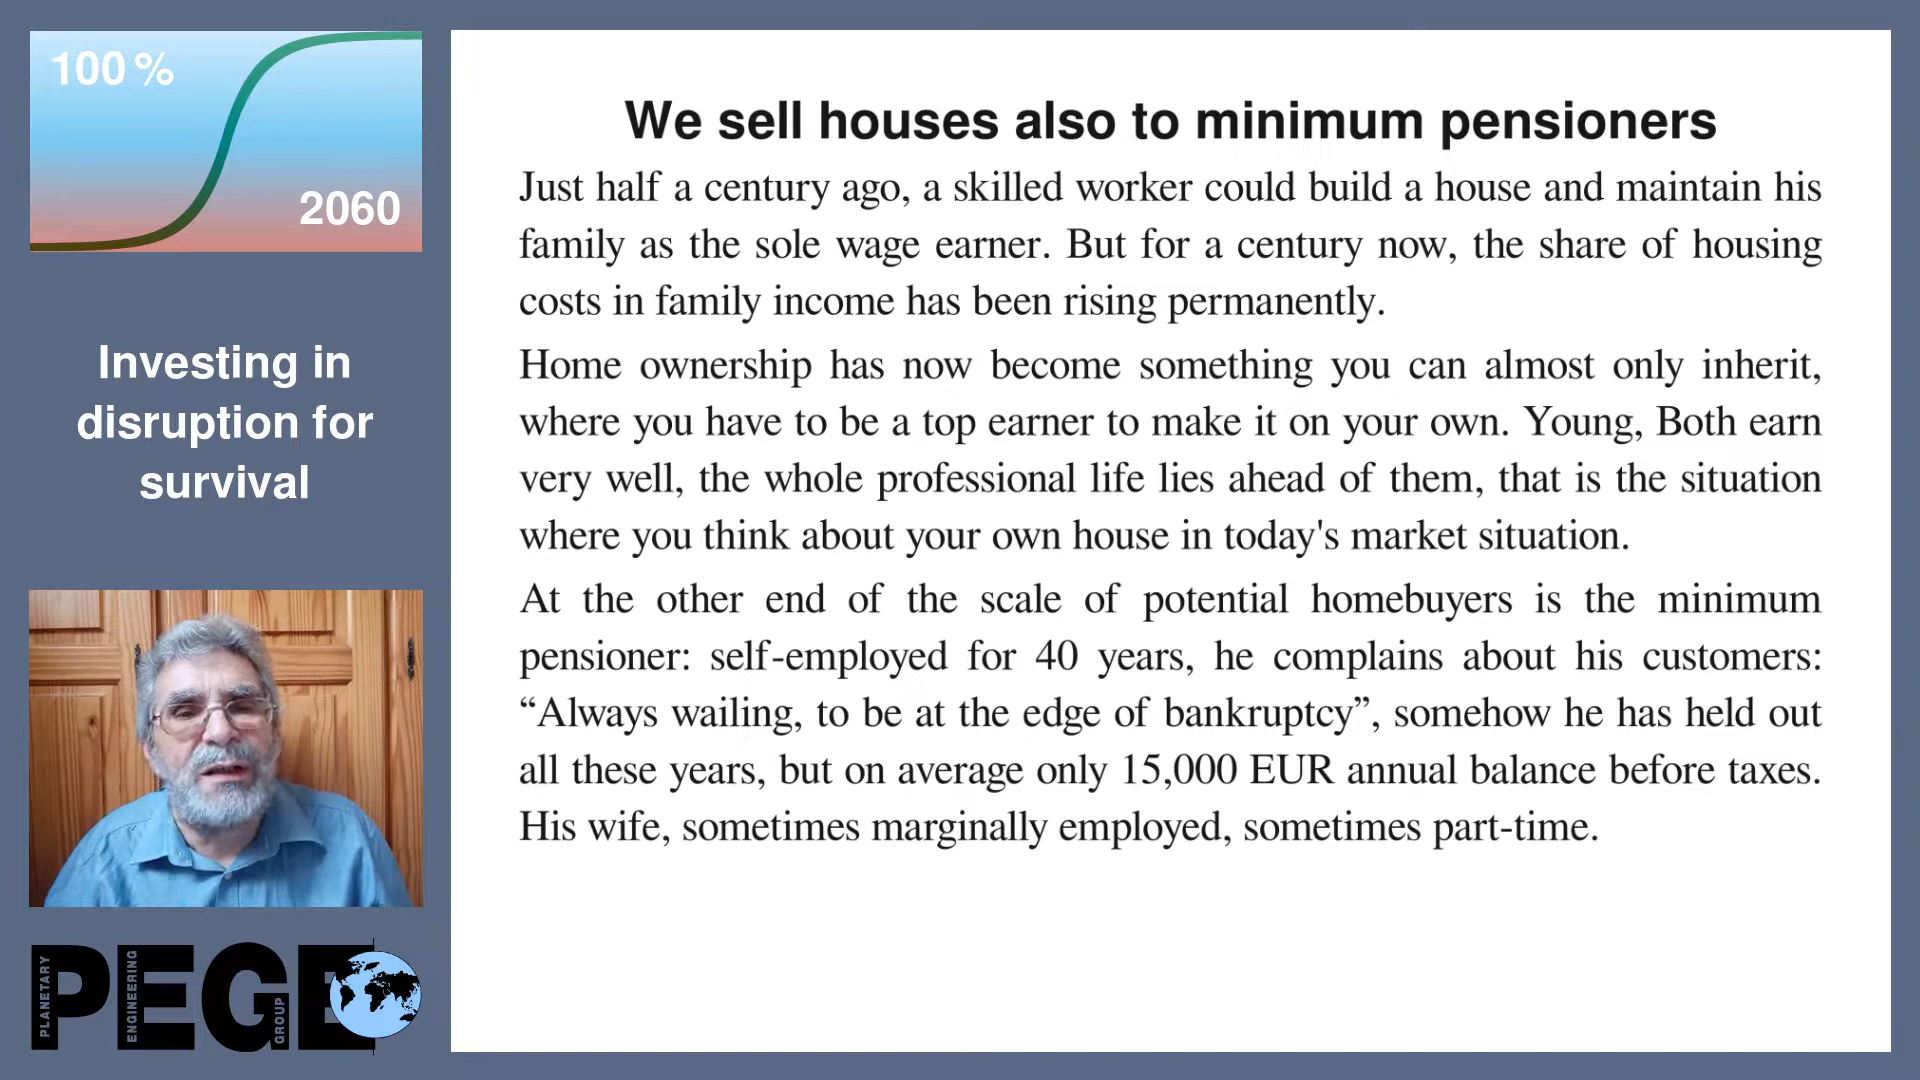 100 %
2060
Investing in
disruption for
survival
PEGE
PLANETARY
ENGINEERING
GROUP
We sell houses also to minimum pensioners
Just half a century ago, a skilled worker could build a house and maintain his
family as the sole wage earner. But for a century now, the share of housing
costs in family income has been rising permanently.
Home ownership has now become something you can almost only inherit,
where you have to be a top earner to make it on your own. Young, Both earn
very well, the whole professional life lies ahead of them, that is the situation
where you think about your own house in today's market situation.
At the other end of the scale of potential homebuyers is the minimum
pensioner: self-employed for 40 years, he complains about his customers:
“Always wailing, to be at the edge of bankruptcy”, somehow he has held out
all these years, but on average only 15,000 EUR annual balance before taxes.
His wife, sometimes marginally employed, sometimes part-time.